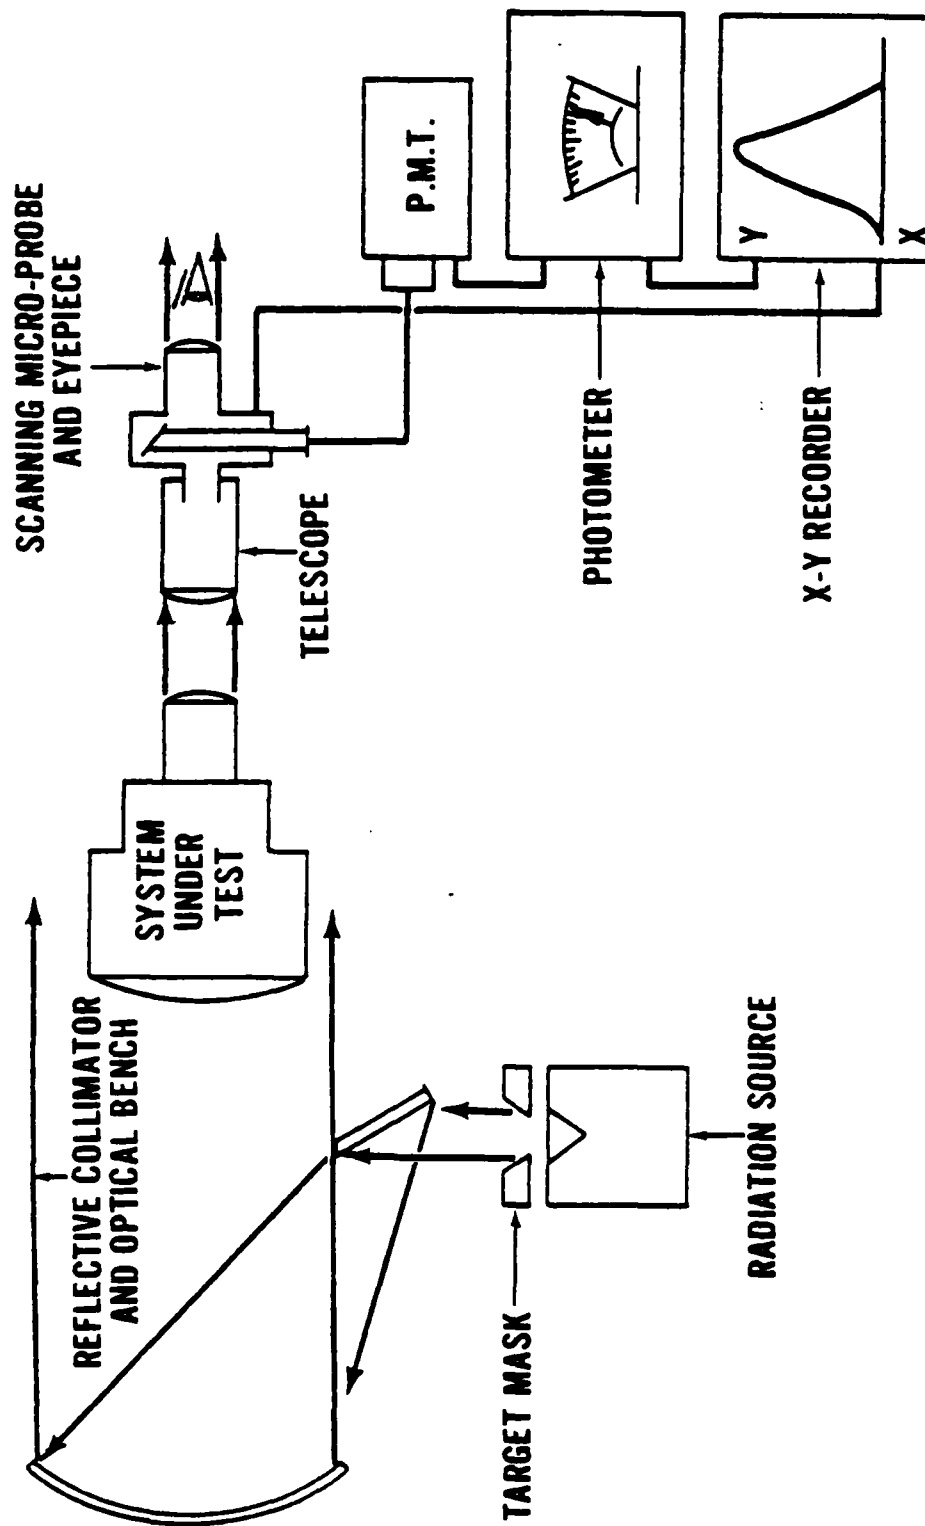 REFLECTIVE COLLIMATOR
AND OPTICAL BENCH
SCANNING MICRO-PROBE
AND EYEPIECE
SYSTEM
UNDER
TEST
TELESCOPE
P.M.T.
TARGET MASK
RADIATION SOURCE
PHOTOMETER
X-Y RECORDER
Y
X